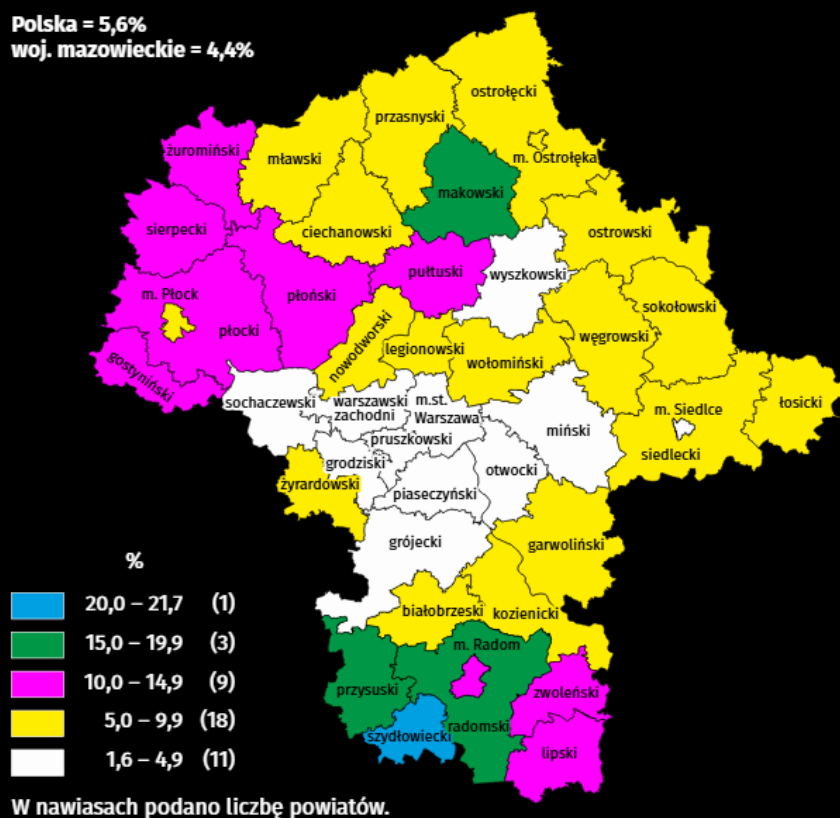 Polska = 5,6%
woj. mazowieckie = 4,4%
ostrołęcki
przasnyski
żuromiński
mławski
m. Ostrołęka
makowski
sierpecki
ciechanowski
ostrowski
pułtuski
wyszkowski
m. Płock
płoński
sokołowski
płocki
nowodworski
węgrowski
legionowski
wołomiński
gostyniński
sochaczewski
warszawski
zachodni
m.st.
Warszawa
łosicki
m. Siedlce
miński
pruszkowski
siedlecki
grodziski
otwocki
żyrardowski
piaseczyński
grójecki
garwoliński
białobrzeski
kozienicki
m. Radom
przysuski
zwoleński
radomski
szydłowiecki
lipski
%
20,0 – 21,7 (1)
15,0 – 19,9 (3)
10,0 – 14,9 (9)
5,0 – 9,9 (18)
1,6 – 4,9 (11)
W nawiasach podano liczbę powiatów.